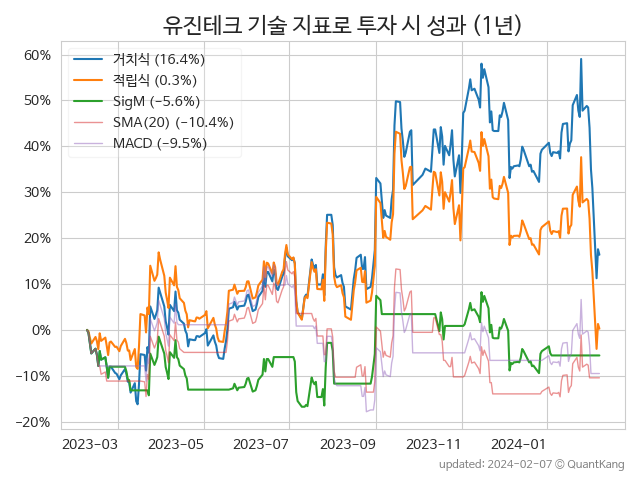 유진테크 기술 지표로 투자 시 성과 (1년)
거치식 (16.4%)
적립식 (0.3%)
SigM (−5.6%)
SMA(20) (−10.4%)
MACD (−9.5%)
60%
50%
40%
30%
20%
10%
0%
−10%
−20%
2023-03 2023-05 2023-07 2023-09 2023-11 2024-01
updated: 2024-02-07 © QuantKang